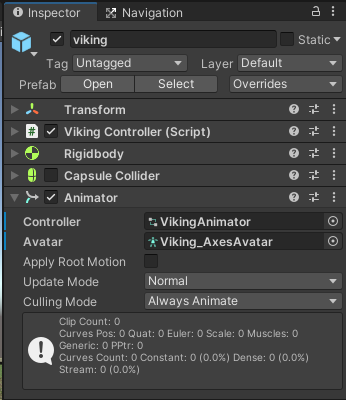 Inspector Navigation
viking Static
Tag Untagged Layer Default
Prefab Open Select Overrides
Transform
# Viking Controller (Script)
Rigidbody
Capsule Collider
Animator
Controller VikingAnimator
Avatar Viking_AxesAvatar
Apply Root Motion
Update Mode Normal
Culling Mode Always Animate
Clip Count: 0
Curves Pos: 0 Quat: 0 Euler: 0 Scale: 0 Muscles: 0
Generic: 0 PPtr: 0
Curves Count: 0 Constant: 0 (0.0%) Dense: 0 (0.0%)
Stream: 0 (0.0%)